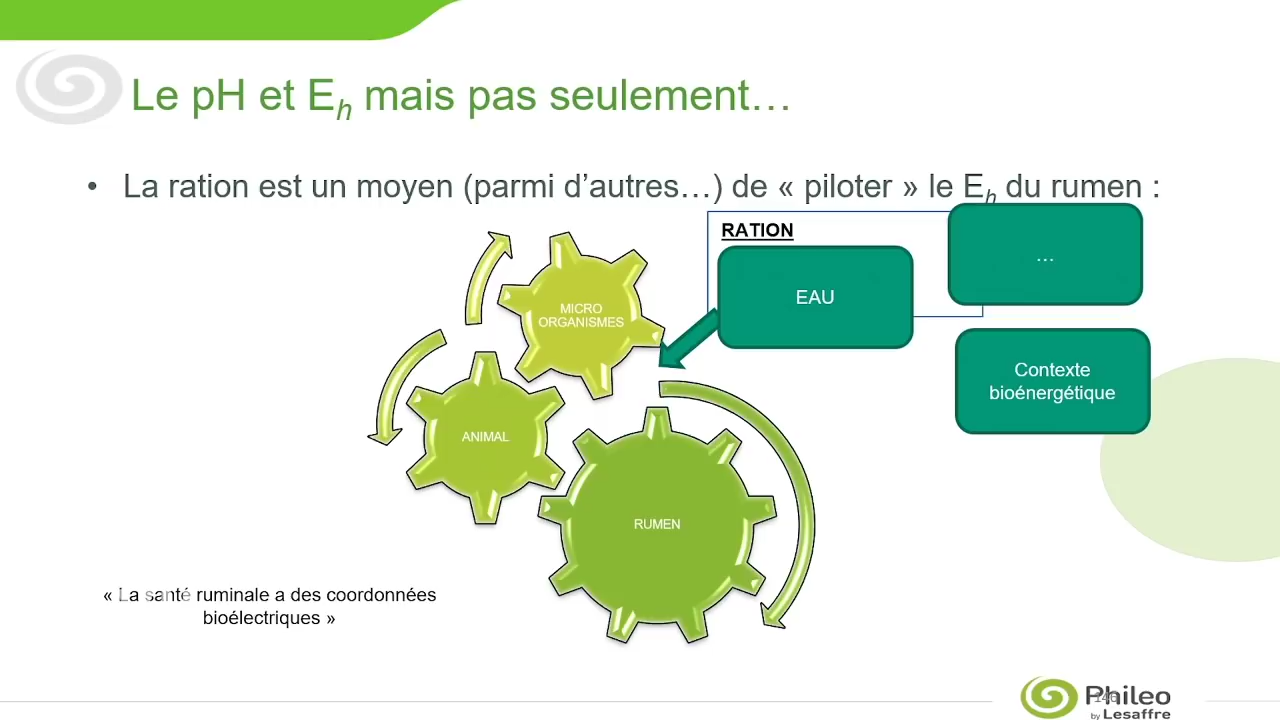 Le pH et Eh mais pas seulement…
• La ration est un moyen (parmi d’autres…) de « piloter » le Eh du rumen :
RATION
…
EAU
MICRO
ORGANISMES
Contexte
bioénergétique
ANIMAL
RUMEN
« La santé ruminale a des coordonnées
bioélectriques »
Phileo
by Lesaffre